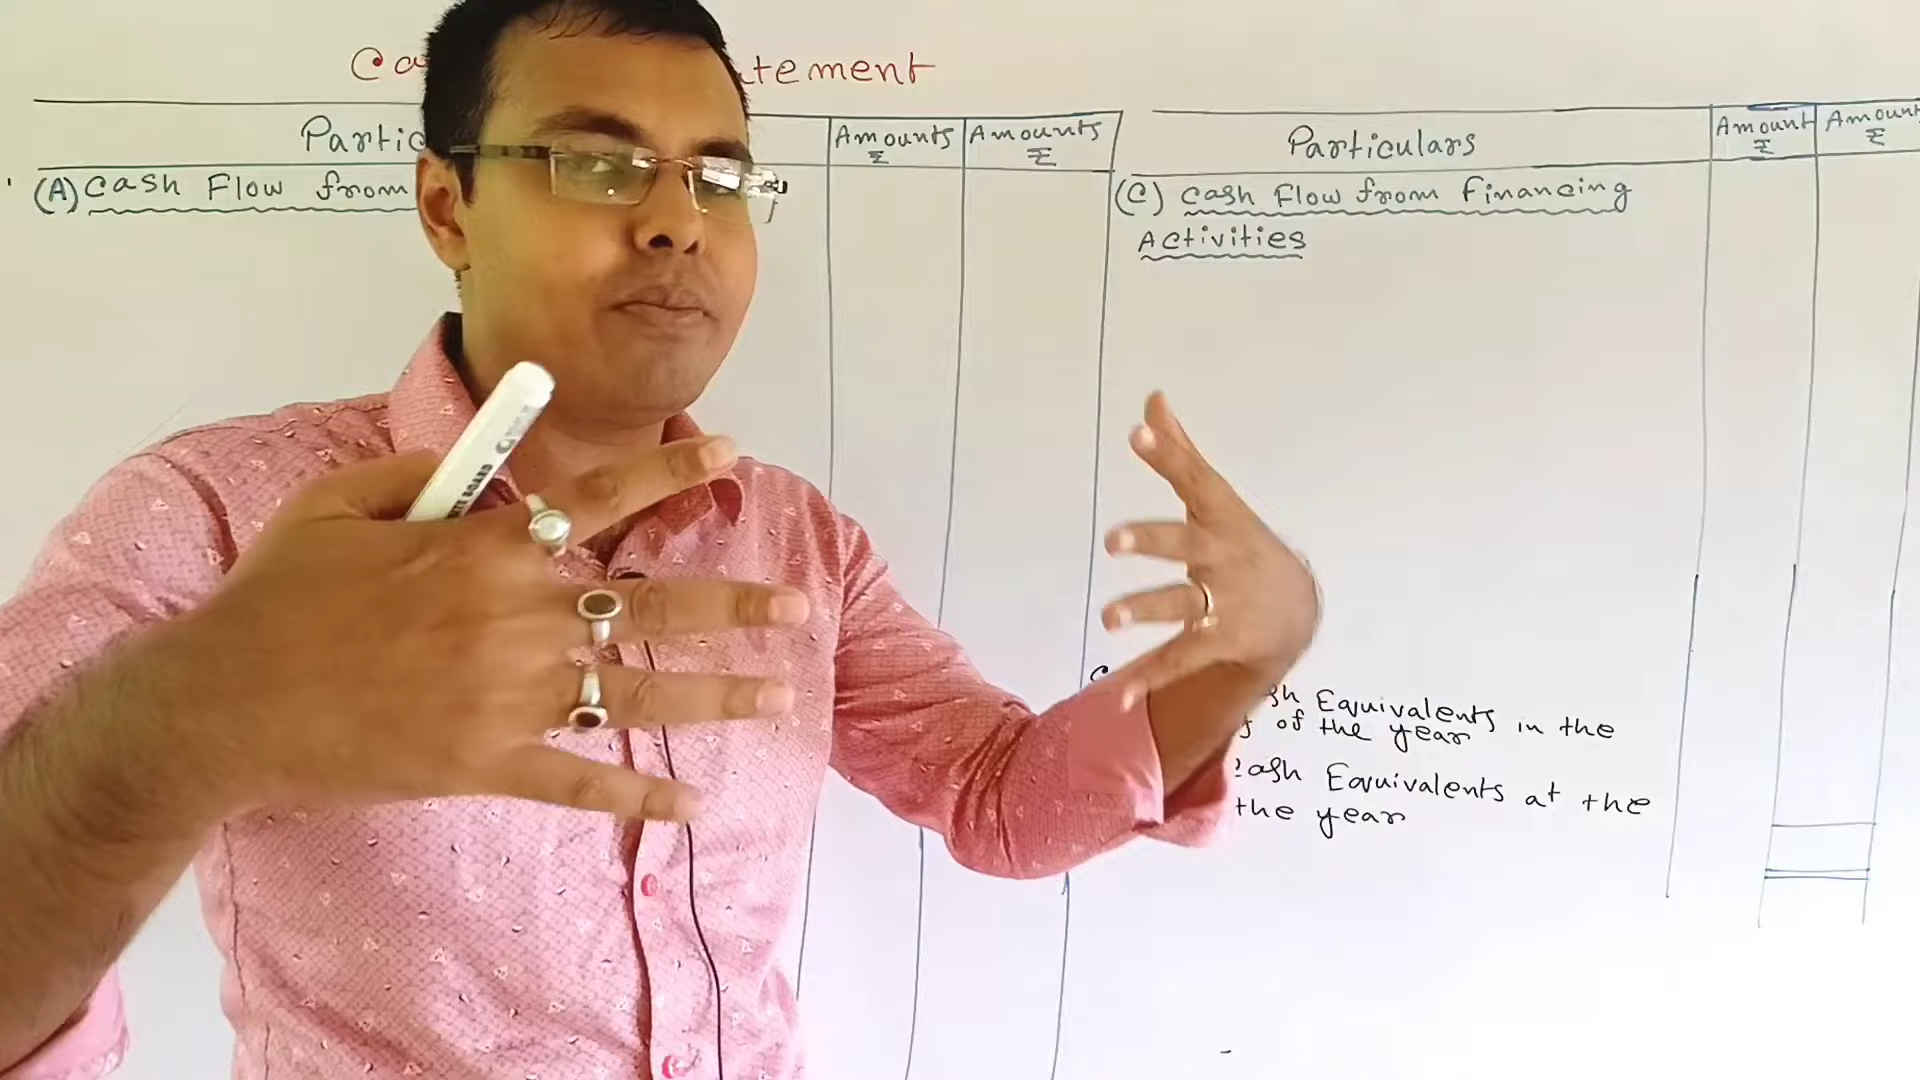 Ca tement
Partic
Amounts Amounts
₹ ₹
(A) Cash Flow from
Particulars
Amount Amount
₹ ₹
(C) Cash Flow from Financing
Activities
sh Equivalents in the
of the year
Cash Equivalents at the
the year